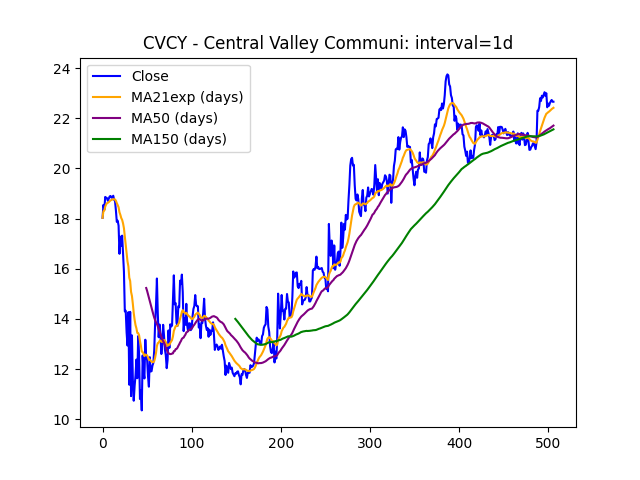 CVCY - Central Valley Communi: interval=1d
Close
MA21exp (days)
MA50 (days)
MA150 (days)
24
22
20
18
16
14
12
10
0 100 200 300 400 500